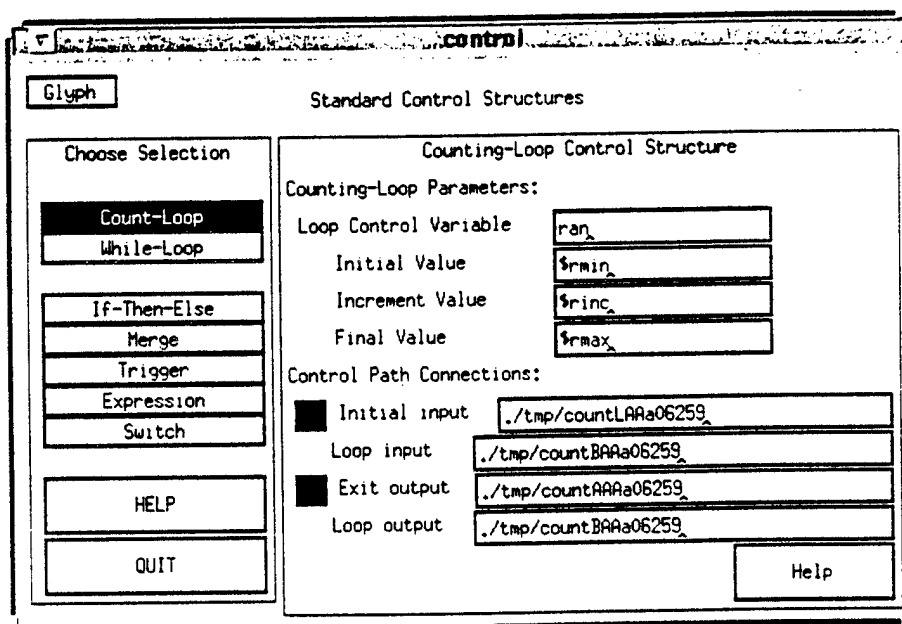 control
Glyph
Standard Control Structures
Choose Selection
Count-Loop
While-Loop
If-Then-Else
Merge
Trigger
Expression
Switch
HELP
QUIT
Counting-Loop Control Structure
Counting-Loop Parameters:
Loop Control Variable ran
Initial Value $rmin
Increment Value $rinc
Final Value $rmax
Control Path Connections:
Initial input ./tmp/countLAAa06259
Loop input ./tmp/countBAAa06259
Exit output ./tmp/countAAAa06259
Loop output ./tmp/countBAAa06259
Help